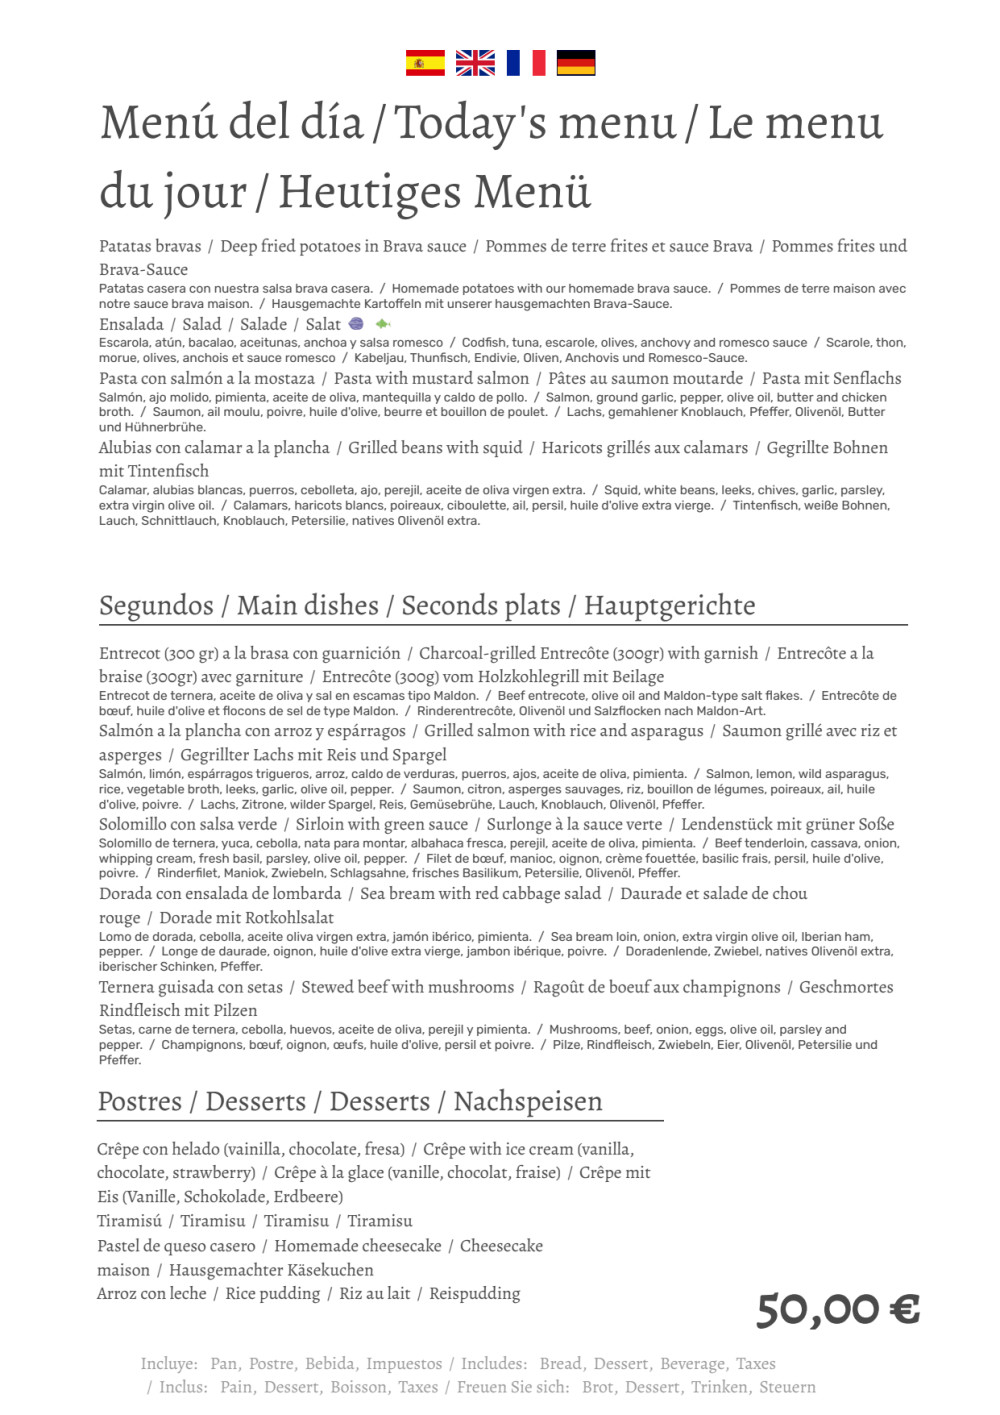 Menú del día / Today's menu / Le menu
du jour / Heutiges Menü
Patatas bravas / Deep fried potatoes in Brava sauce / Pommes de terre frites et sauce Brava / Pommes frites und
Brava-Sauce
Patatas casera con nuestra salsa brava casera. / Homemade potatoes with our homemade brava sauce. / Pommes de terre maison avec
notre sauce brava maison. / Hausgemachte Kartoffeln mit unserer hausgemachten Brava-Sauce.
Ensalada / Salad / Salade / Salat
Escarola, atún, bacalao, aceitunas, anchoa y salsa romesco / Codfish, tuna, escarole, olives, anchovy and romesco sauce / Scarole, thon,
morue, olives, anchois et sauce romesco / Kabeljau, Thunfisch, Endivie, Oliven, Anchovis und Romesco-Sauce.
Pasta con salmón a la mostaza / Pasta with mustard salmon / Pâtes au saumon moutarde / Pasta mit Senflachs
Salmón, ajo molido, pimienta, aceite de oliva, mantequilla y caldo de pollo. / Salmon, ground garlic, pepper, olive oil, butter and chicken
broth. / Saumon, ail moulu, poivre, huile d'olive, beurre et bouillon de poulet. / Lachs, gemahlener Knoblauch, Pfeffer, Olivenöl, Butter
und Hühnerbrühe.
Alubias con calamar a la plancha / Grilled beans with squid / Haricots grillés aux calamars / Gegrillte Bohnen
mit Tintenfisch
Calamar, alubias blancas, puerros, cebolleta, ajo, perejil, aceite de oliva virgen extra. / Squid, white beans, leeks, chives, garlic, parsley,
extra virgin olive oil. / Calamars, haricots blancs, poireaux, ciboulette, ail, persil, huile d'olive extra vierge. / Tintenfisch, weiße Bohnen,
Lauch, Schnittlauch, Knoblauch, Petersilie, natives Olivenöl extra.
Segundos / Main dishes / Seconds plats / Hauptgerichte
Entrecot (300 gr) a la brasa con guarnición / Charcoal-grilled Entrecôte (300gr) with garnish / Entrecôte a la
braise (300gr) avec garniture / Entrecôte (300g) vom Holzkohlegrill mit Beilage
Entrecot de ternera, aceite de oliva y sal en escamas tipo Maldon. / Beef entrecote, olive oil and Maldon-type salt flakes. / Entrecôte de
bœuf, huile d'olive et flocons de sel de type Maldon. / Rinderentrecôte, Olivenöl und Salzflocken nach Maldon-Art.
Salmón a la plancha con arroz y espárragos / Grilled salmon with rice and asparagus / Saumon grillé avec riz et
asperges / Gegrillter Lachs mit Reis und Spargel
Salmón, limón, espárragos trigueros, arroz, caldo de verduras, puerros, ajos, aceite de oliva, pimienta. / Salmon, lemon, wild asparagus,
rice, vegetable broth, leeks, garlic, olive oil, pepper. / Saumon, citron, asperges sauvages, riz, bouillon de légumes, poireaux, ail, huile
d'olive, poivre. / Lachs, Zitrone, wilder Spargel, Reis, Gemüsebrühe, Lauch, Knoblauch, Olivenöl, Pfeffer.
Solomillo con salsa verde / Sirloin with green sauce / Surlonge à la sauce verte / Lendenstück mit grüner Soße
Solomillo de ternera, yuca, cebolla, nata para montar, albahaca fresca, perejil, aceite de oliva, pimienta. / Beef tenderloin, cassava, onion,
whipping cream, fresh basil, parsley, olive oil, pepper. / Filet de bœuf, manioc, oignon, crème fouettée, basilic frais, persil, huile d'olive,
poivre. / Rinderfilet, Maniok, Zwiebeln, Schlagsahne, frisches Basilikum, Petersilie, Olivenöl, Pfeffer.
Dorada con ensalada de lombarda / Sea bream with red cabbage salad / Daurade et salade de chou
rouge / Dorade mit Rotkohlsalat
Lomo de dorada, cebolla, aceite oliva virgen extra, jamón ibérico, pimienta. / Sea bream loin, onion, extra virgin olive oil, Iberian ham,
pepper. / Longe de daurade, oignon, huile d'olive extra vierge, jambon ibérique, poivre. / Doradenlende, Zwiebel, natives Olivenöl extra,
iberischer Schinken, Pfeffer.
Ternera guisada con setas / Stewed beef with mushrooms / Ragoût de boeuf aux champignons / Geschmortes
Rindfleisch mit Pilzen
Setas, carne de ternera, cebolla, huevos, aceite de oliva, perejil y pimienta. / Mushrooms, beef, onion, eggs, olive oil, parsley and
pepper. / Champignons, bœuf, oignon, œufs, huile d'olive, persil et poivre. / Pilze, Rindfleisch, Zwiebeln, Eier, Olivenöl, Petersilie und
Pfeffer.
Postres / Desserts / Desserts / Nachspeisen
Crêpe con helado (vainilla, chocolate, fresa) / Crêpe with ice cream (vanilla,
chocolate, strawberry) / Crêpe à la glace (vanille, chocolat, fraise) / Crêpe mit
Eis (Vanille, Schokolade, Erdbeere)
Tiramisú / Tiramisu / Tiramisu / Tiramisu
Pastel de queso casero / Homemade cheesecake / Cheesecake
maison / Hausgemachter Käsekuchen
Arroz con leche / Rice pudding / Riz au lait / Reispudding
50,00 €
Incluye: Pan, Postre, Bebida, Impuestos / Includes: Bread, Dessert, Beverage, Taxes
/ Inclus: Pain, Dessert, Boisson, Taxes / Freuen Sie sich: Brot, Dessert, Trinken, Steuern